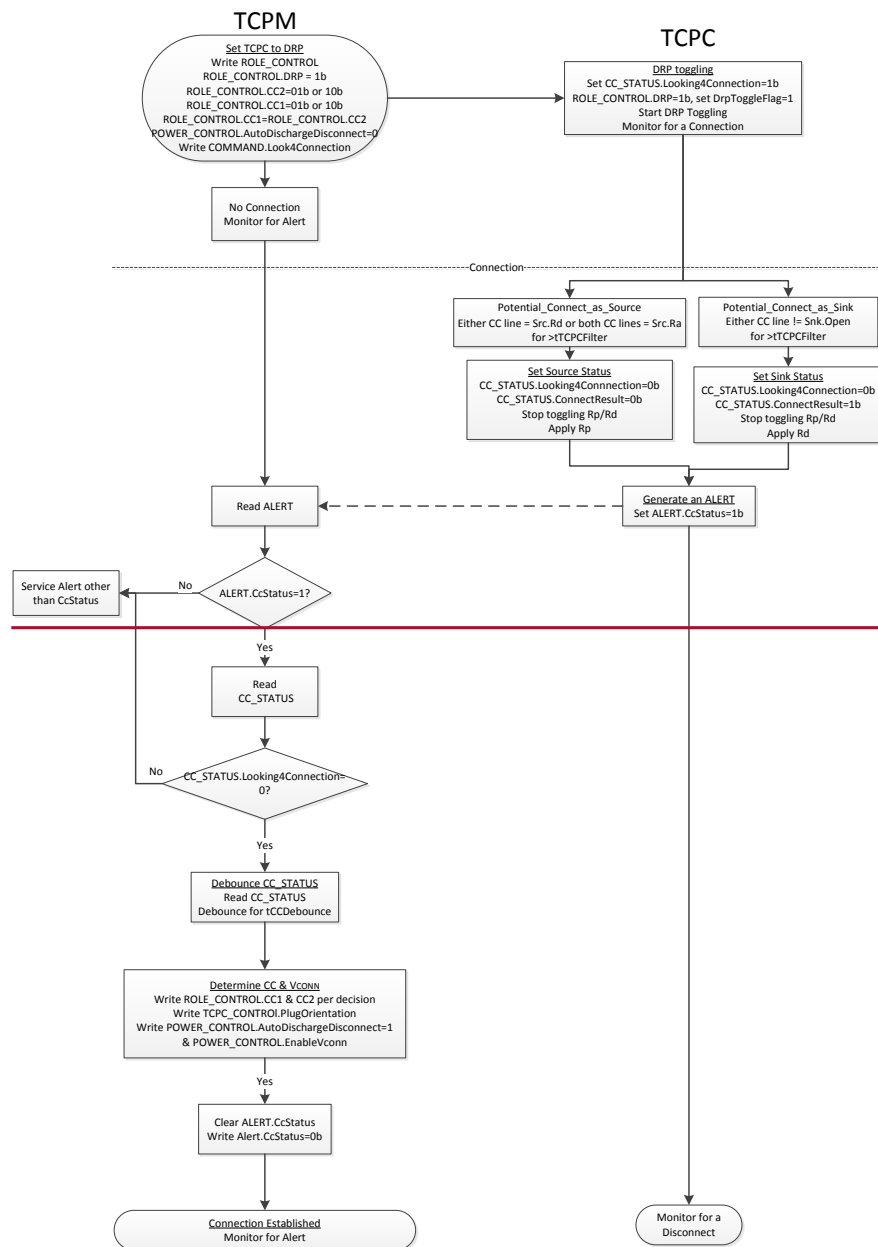 TCPM
TCPC
Set TCPC to DRP
Write ROLE_CONTROL
ROLE_CONTROL.DRP = 1b
ROLE_CONTROL.CC2=01b or 10b
ROLE_CONTROL.CC1=01b or 10b
ROLE_CONTROL.CC1=ROLE_CONTROL.CC2
POWER_CONTROL.AutoDischargeDisconnect=0
Write COMMAND.Look4Connection
DRP toggling
Set CC_STATUS.Looking4Connection=1b
ROLE_CONTROL.DRP=1b, set DrpToggleFlag=1
Start DRP Toggling
Monitor for a Connection
No Connection
Monitor for Alert
Connection
Potential_Connect_as_Source
Either CC line = Src.Rd or both CC lines = Src.Ra
for >tTCPCFilter
Potential_Connect_as_Sink
Either CC line != Snk.Open
for >tTCPCFilter
Set Source Status
CC_STATUS.Looking4Connnection=0b
CC_STATUS.ConnectResult=0b
Stop toggling Rp/Rd
Apply Rp
Set Sink Status
CC_STATUS.Looking4Connection=0b
CC_STATUS.ConnectResult=1b
Stop toggling Rp/Rd
Apply Rd
Read ALERT
Generate an ALERT
Set ALERT.CcStatus=1b
Service Alert other
than CcStatus
No
ALERT.CcStatus=1?
Yes
Read
CC_STATUS
No
CC_STATUS.Looking4Connection=
0?
Yes
Debounce CC_STATUS
Read CC_STATUS
Debounce for tCCDebounce
Determine CC & VCONN
Write ROLE_CONTROL.CC1 & CC2 per decision
Write TCPC_CONTROl.PlugOrientation
Write POWER_CONTROL.AutoDischargeDisconnect=1
& POWER_CONTROL.EnableVconn
Yes
Clear ALERT.CcStatus
Write Alert.CcStatus=0b
Connection Established
Monitor for Alert
Monitor for a
Disconnect